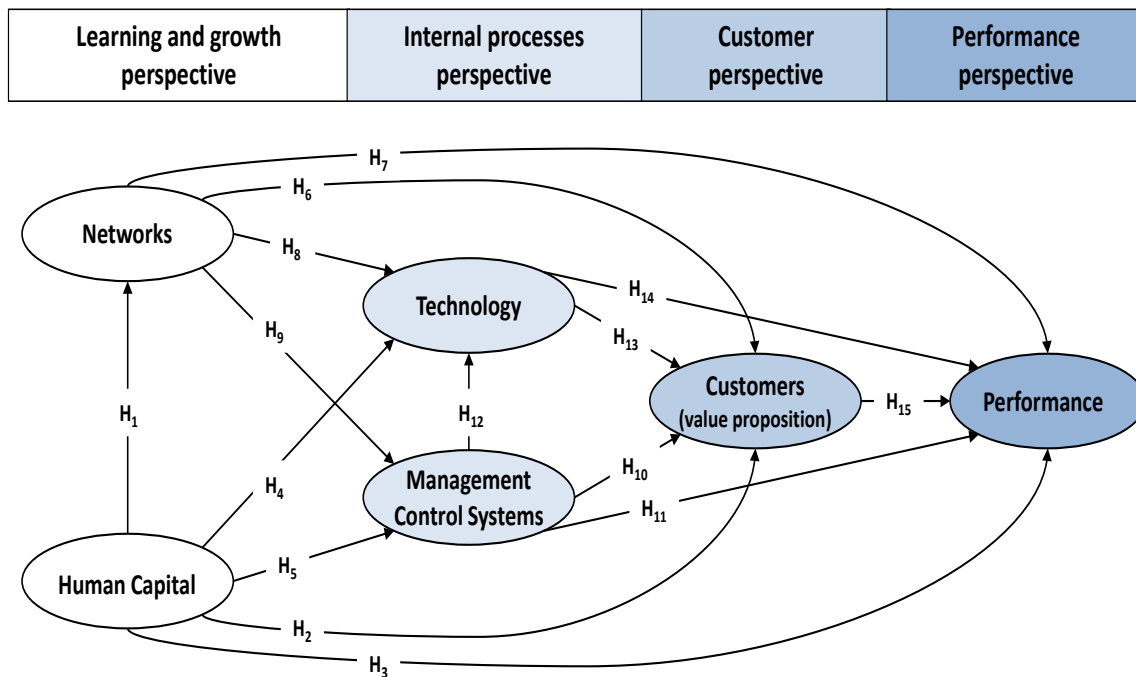 Learning and growth
perspective
Internal processes
perspective
Customer
perspective
Performance
perspective
H7
H6
Networks
H8
H14
Technology
H9
H13
Customers
(value proposition)
H15
Performance
H1
H12
H10
Management
Control Systems
H4
H11
H5
Human Capital
H2
H3